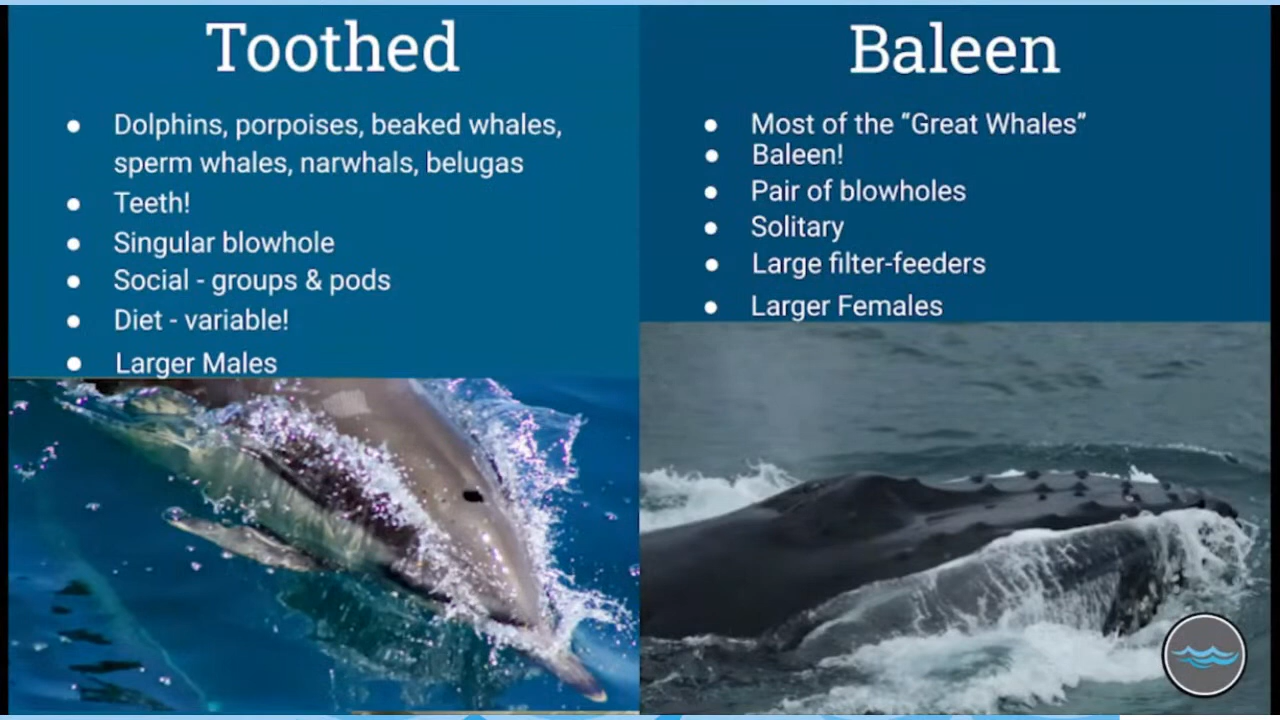 Toothed
● Dolphins, porpoises, beaked whales,
sperm whales, narwhals, belugas
● Teeth!
● Singular blowhole
● Social - groups & pods
● Diet - variable!
● Larger Males
Baleen
● Most of the “Great Whales”
● Baleen!
● Pair of blowholes
● Solitary
● Large filter-feeders
● Larger Females